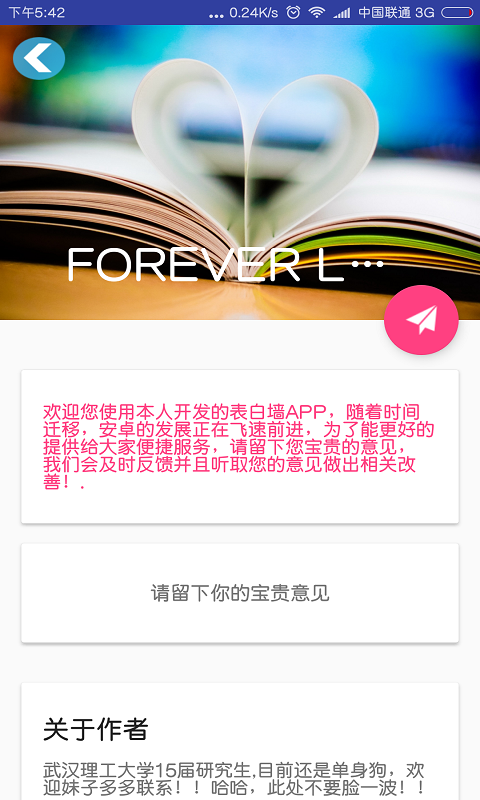 下午5:42 ... 0.24K/s 中国联通 3G
FOREVER L…
欢迎您使用本人开发的表白墙APP，随着时间
迁移，安卓的发展正在飞速前进，为了能更好的
提供给大家便捷服务，请留下您宝贵的意见，
我们会及时反馈并且听取您的意见做出相关改
善！.
请留下你的宝贵意见
关于作者
武汉理工大学15届研究生,目前还是单身狗，欢
迎妹子多多联系！！哈哈，此处不要脸一波！！